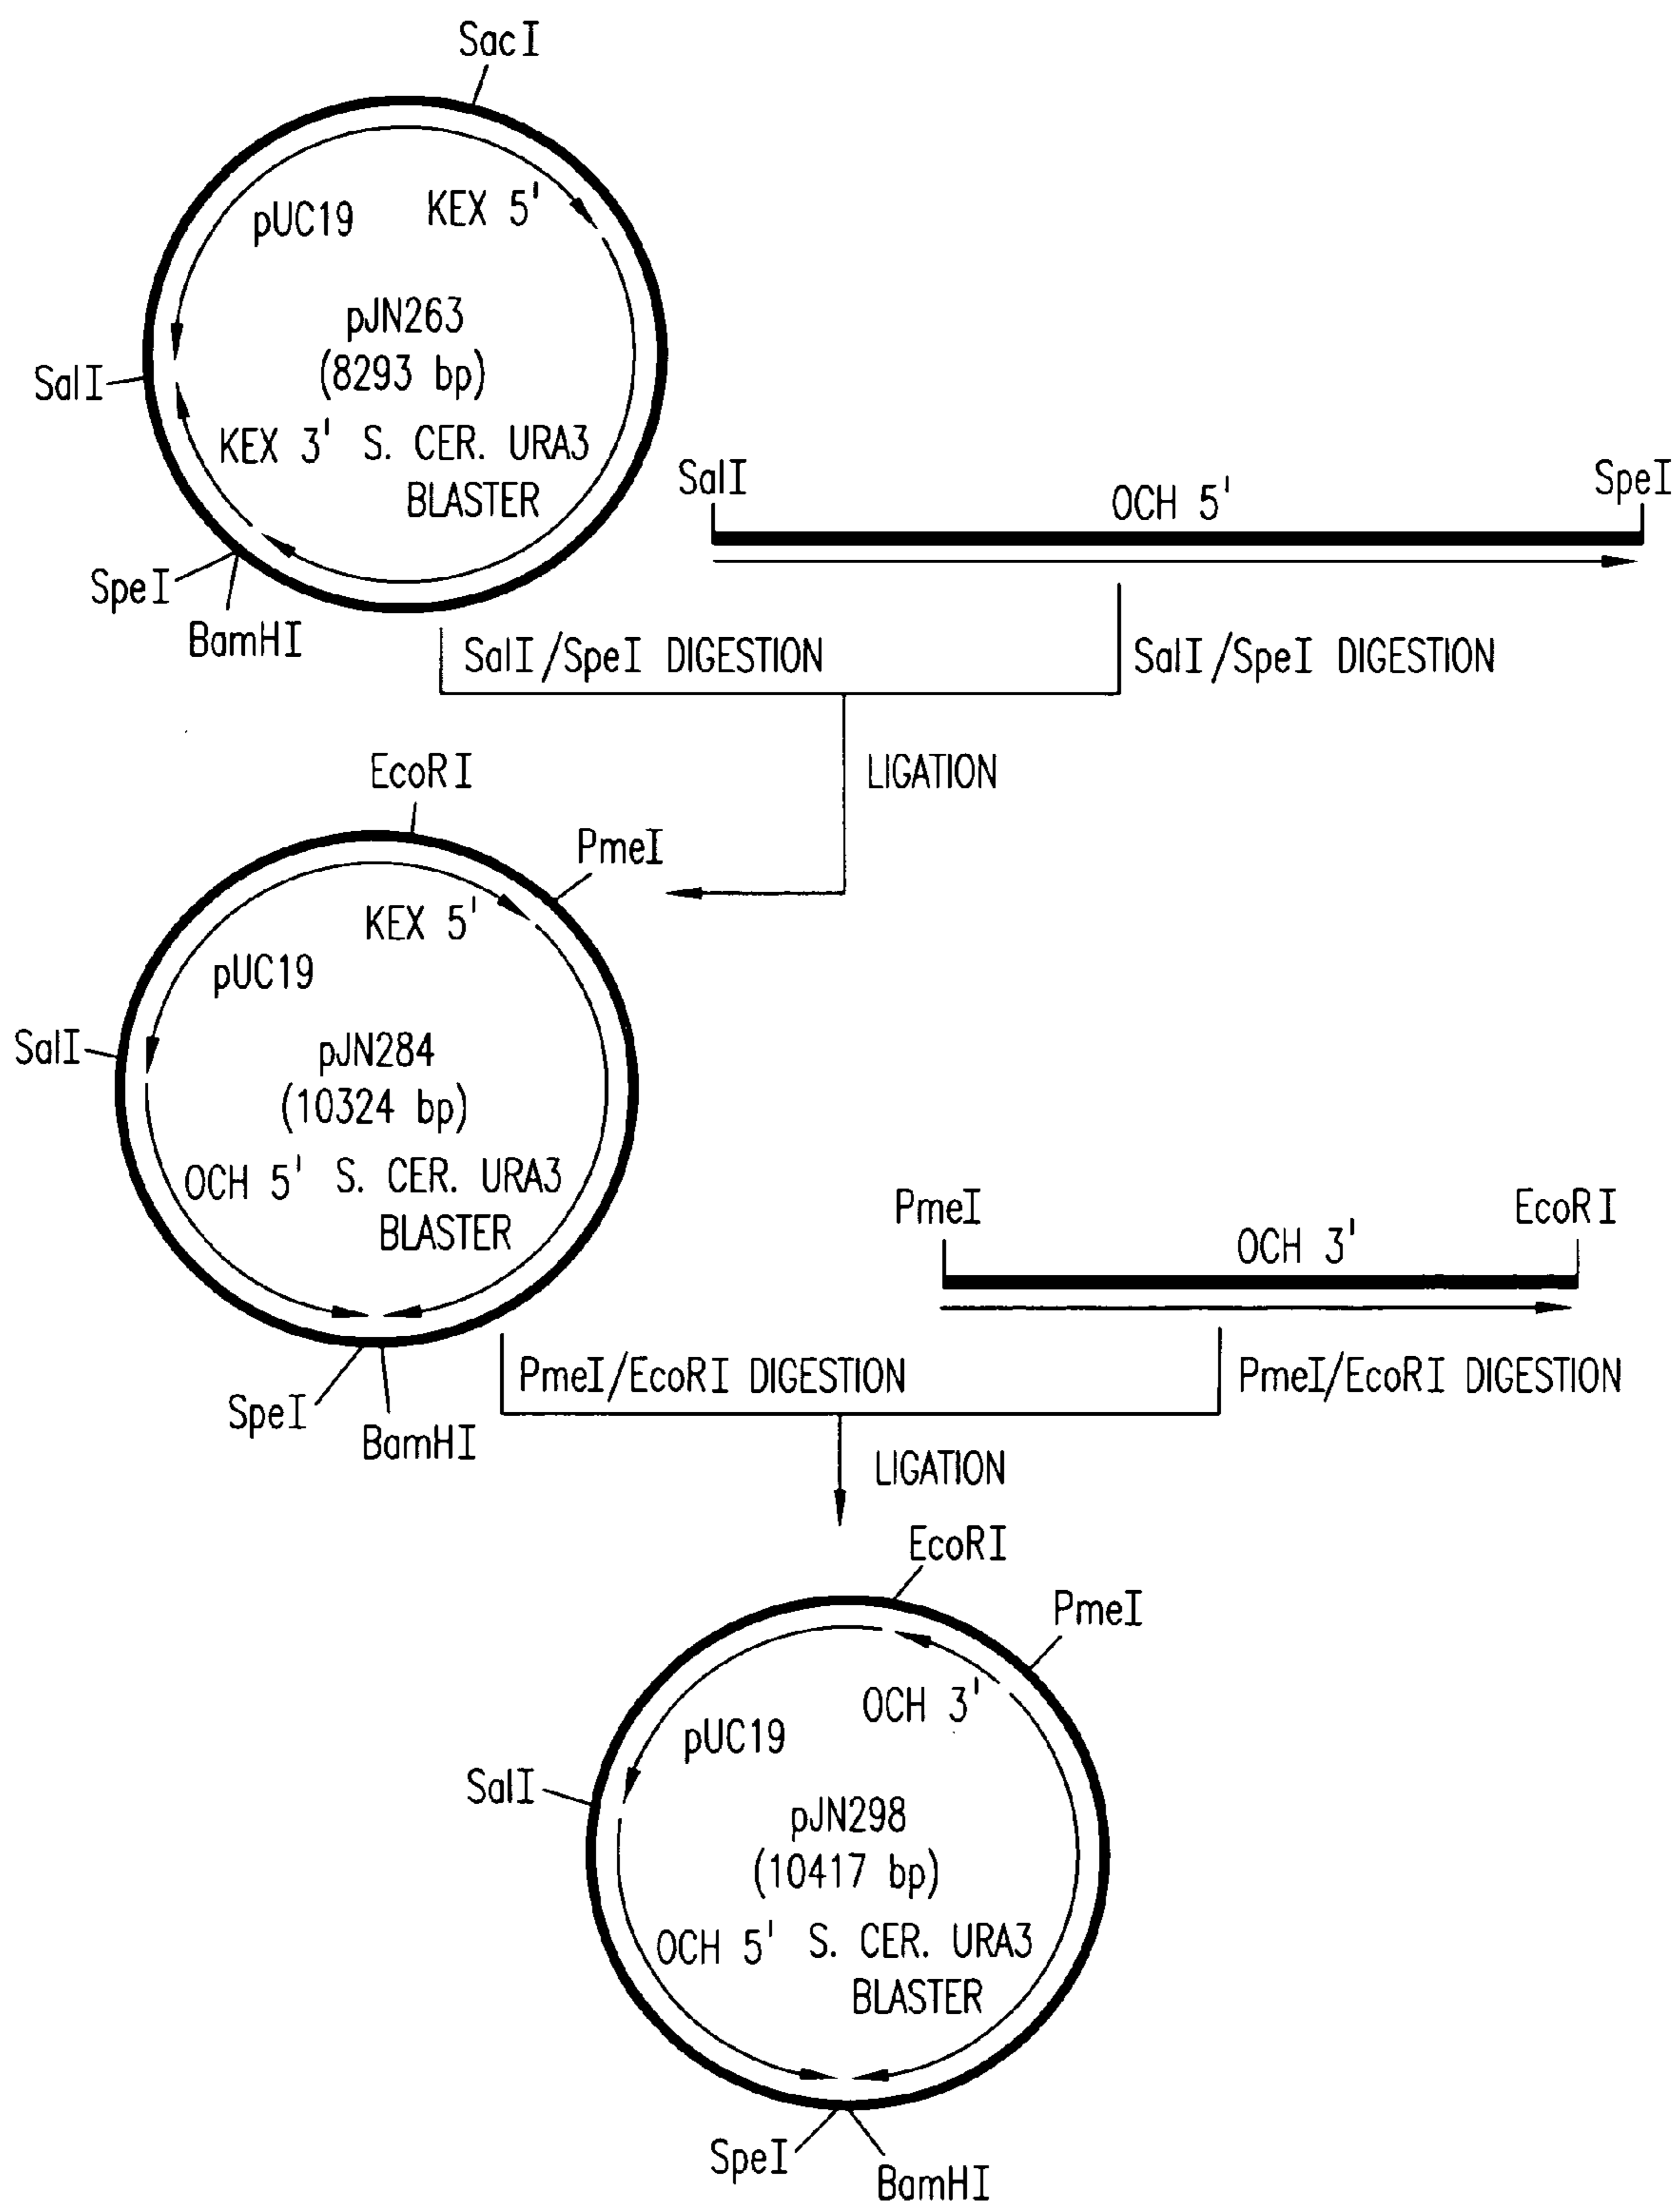 SacI
pUC19
KEX 5'
pJN263
(8293 bp)
SalI
KEX 3' S. CER. URA3
BLASTER
SpeI
BamHI
SalI
OCH 5'
SpeI
SalI/SpeI DIGESTION
SalI/SpeI DIGESTION
LIGATION
EcoRI
PmeI
KEX 5'
pUC19
SalI
pJN284
(10324 bp)
OCH 5' S. CER. URA3
BLASTER
SpeI
BamHI
PmeI
OCH 3'
EcoRI
PmeI/EcoRI DIGESTION
PmeI/EcoRI DIGESTION
LIGATION
EcoRI
PmeI
OCH 3'
pUC19
SalI
pJN298
(10417 bp)
OCH 5' S. CER. URA3
BLASTER
SpeI
BamHI